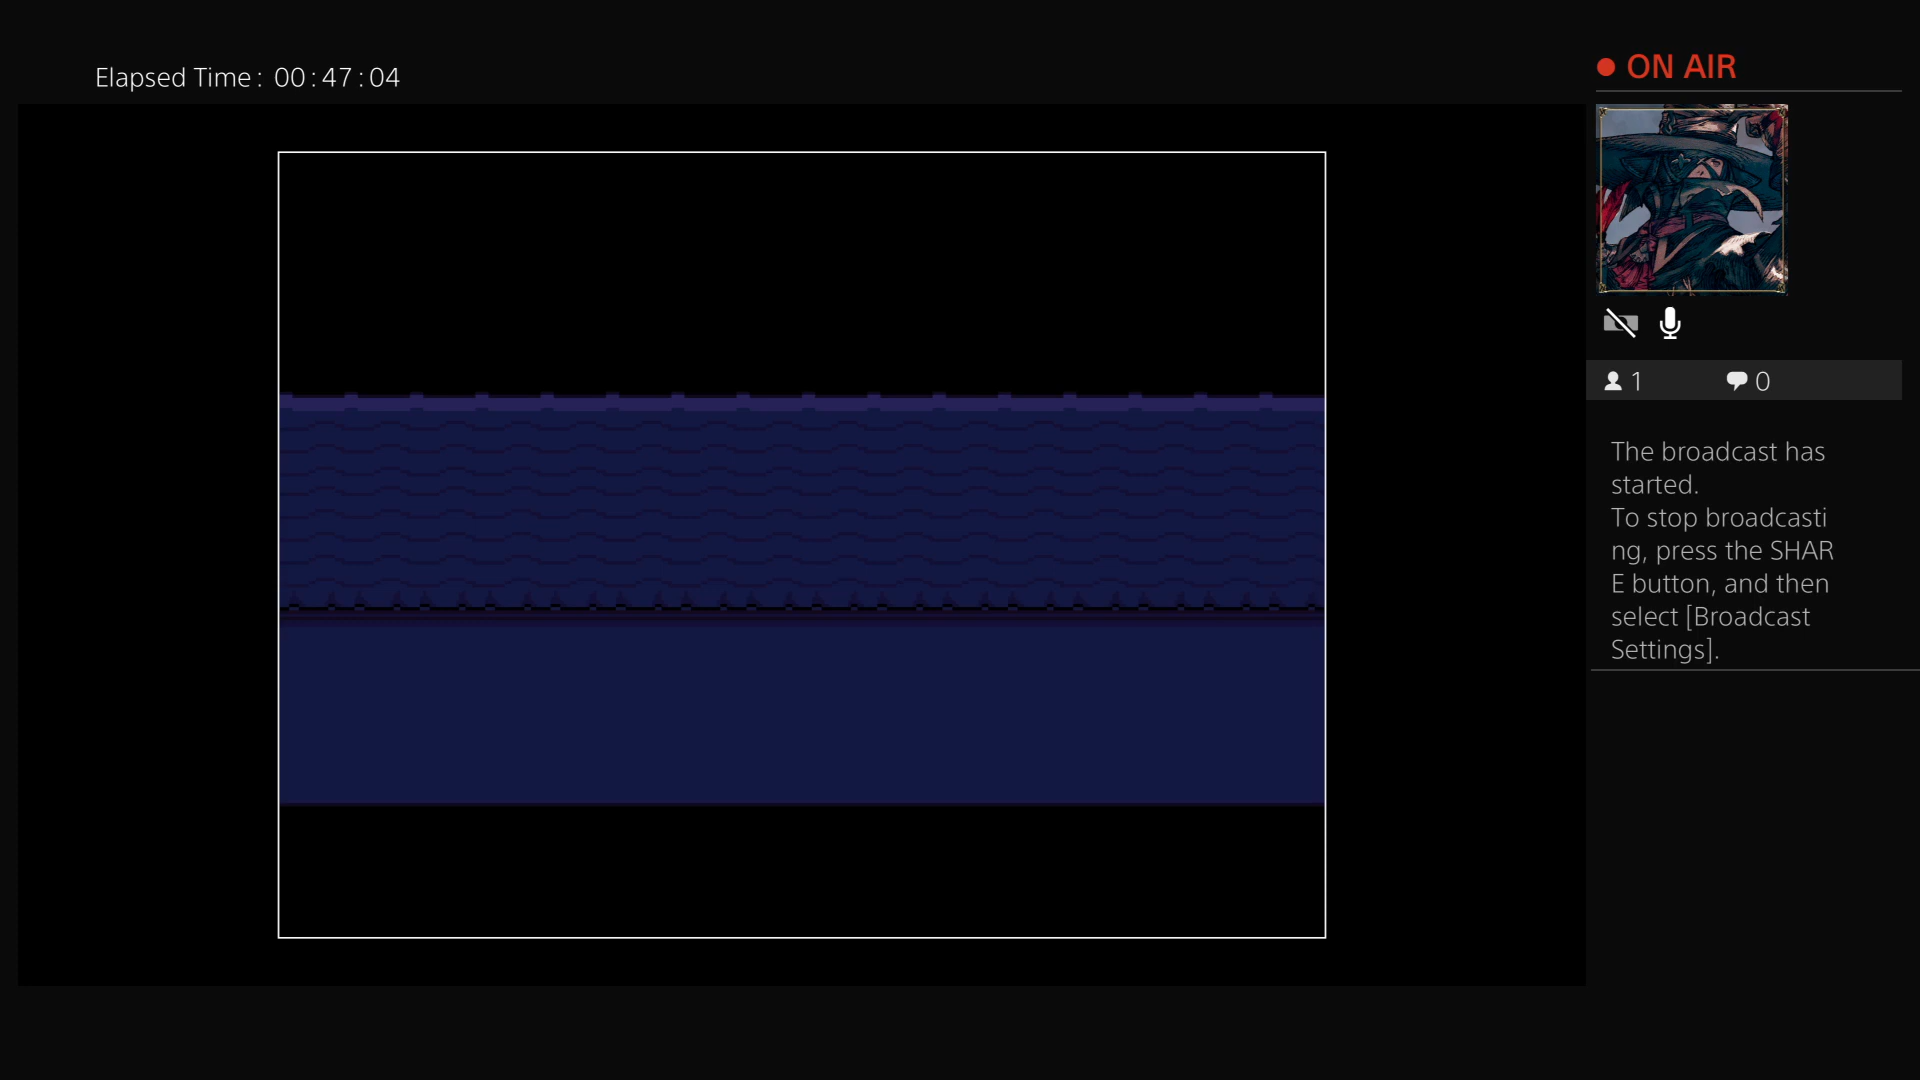 Elapsed Time: 00:47:04
ON AIR
1
0
The broadcast has
started.
To stop broadcasti
ng, press the SHAR
E button, and then
select [Broadcast
Settings].